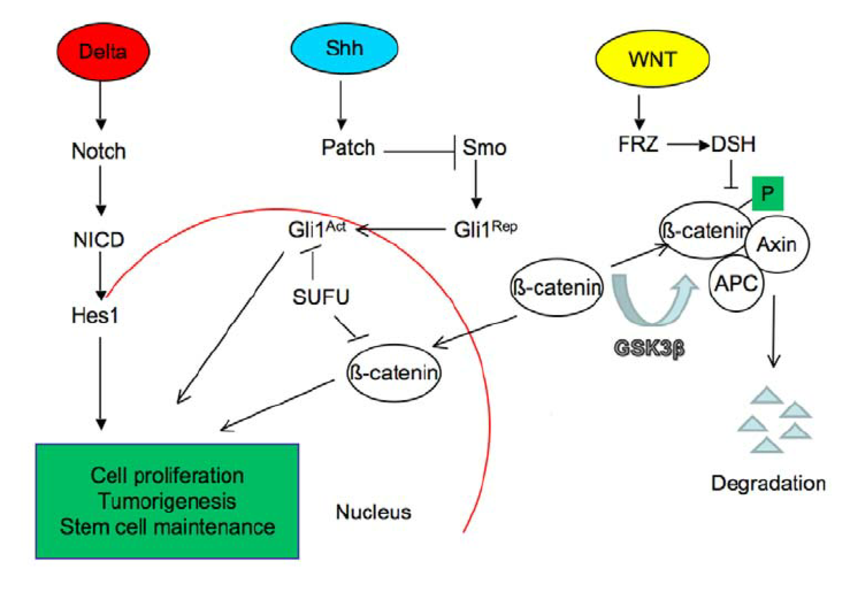 Delta
Shh
WNT
Notch
Patch
Smo
FRZ
DSH
P
NICD
Gli1Act
Gli1Rep
ß-catenin
Axin
APC
Hes1
SUFU
ß-catenin
GSK3β
ß-catenin
Cell proliferation
Tumorigenesis
Stem cell maintenance
Nucleus
Degradation